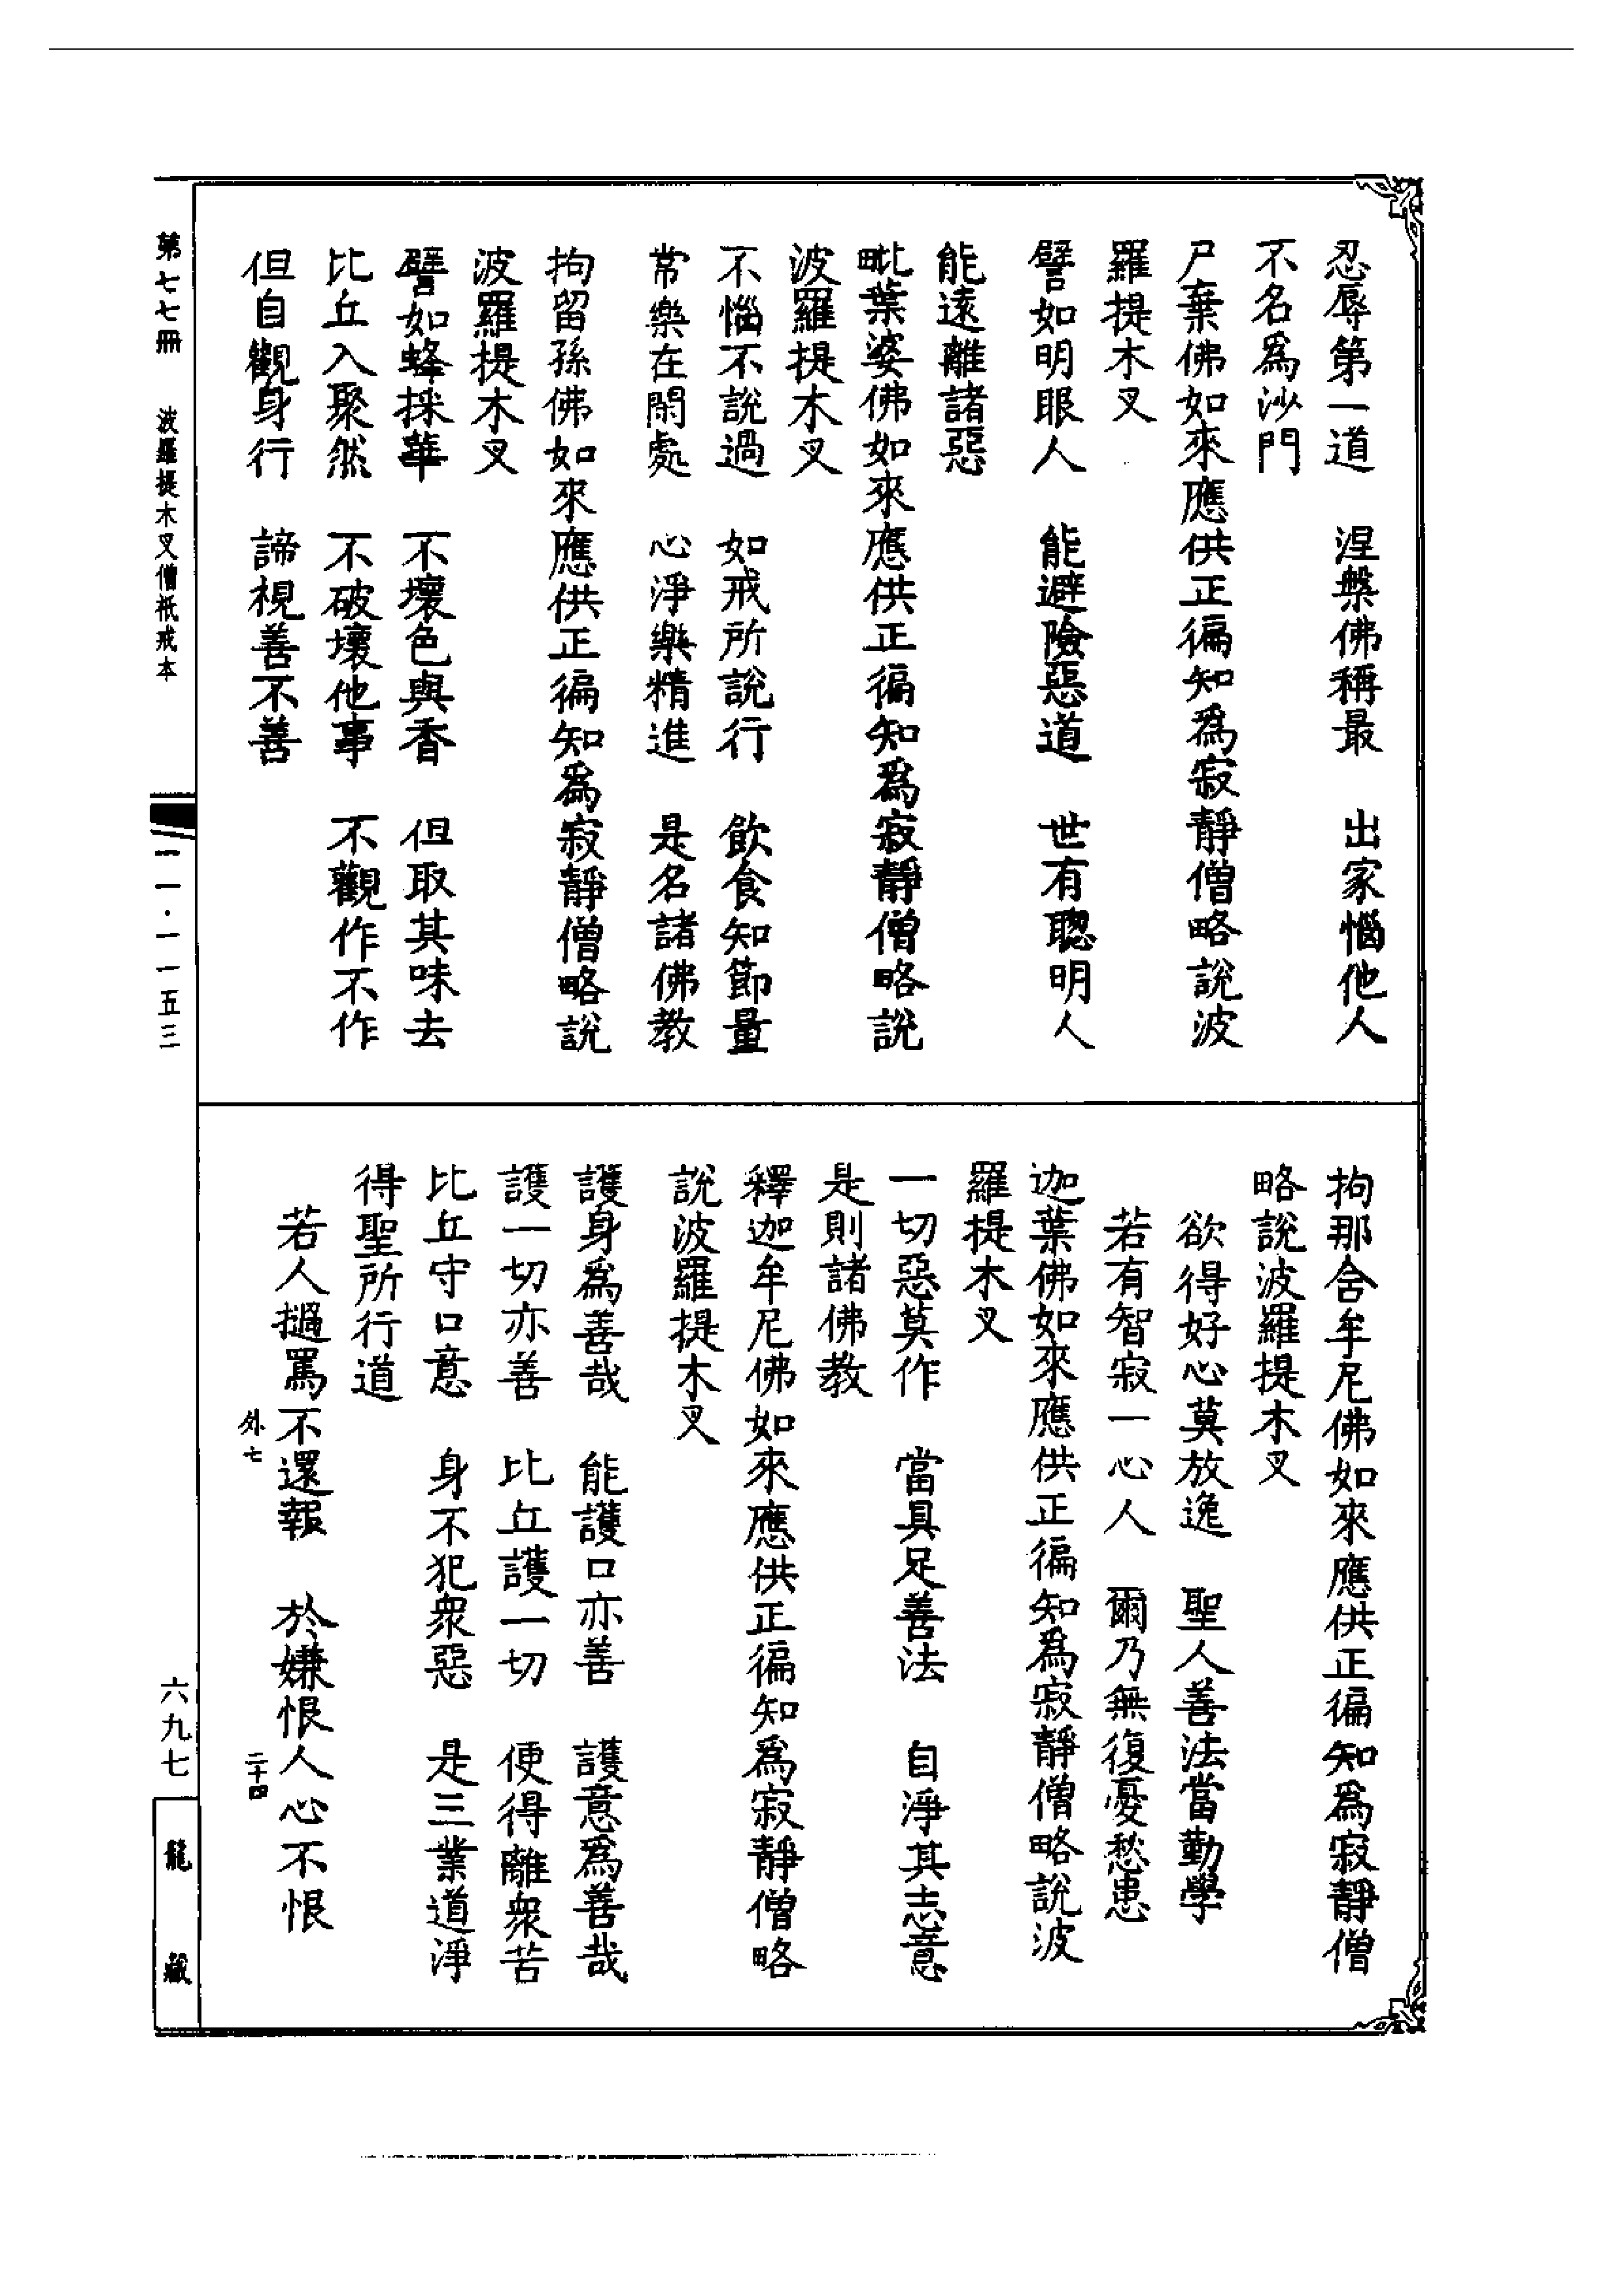 忍辱第一道　涅槃佛稱最　出家惱他人
不名爲沙門
尸棄佛如來應供正徧知爲寂靜僧略說波
羅提木叉
譬如明眼人　能避險惡道　世有聰明人
能遠離諸惡
毗葉婆佛如來應供正徧知爲寂靜僧略說
波羅提木叉
不惱不說過　如戒所說行　飲食知節量
常樂在閑處　心淨樂精進　是名諸佛教
拘留孫佛如來應供正徧知爲寂靜僧略說
波羅提木叉
譬如蜂採華　不壞色與香　但取其味去
比丘入聚然　不破壞他事　不觀作不作
但自觀身行　諦視善不善
拘那含牟尼佛如來應供正徧知爲寂靜僧
略說波羅提木叉
欲得好心莫放逸　聖人善法當勤學
若有智寂一心人　爾乃無復憂愁患
迦葉佛如來應供正徧知爲寂靜僧略說波
羅提木叉
一切惡莫作　當具足善法　自淨其志意
是則諸佛教
釋迦牟尼佛如來應供正徧知爲寂靜僧略
說波羅提木叉
護身爲善哉　能護口亦善　護意爲善哉
護一切亦善　比丘護一切　便得離衆苦
比丘守口意　身不犯衆惡　是三業道淨
得聖所行道
若人撾罵不還報　於嫌恨人心不恨
外七　二十四
第七七冊　波羅提木叉僧祇戒本
一一·一一五三
六九七
龍藏